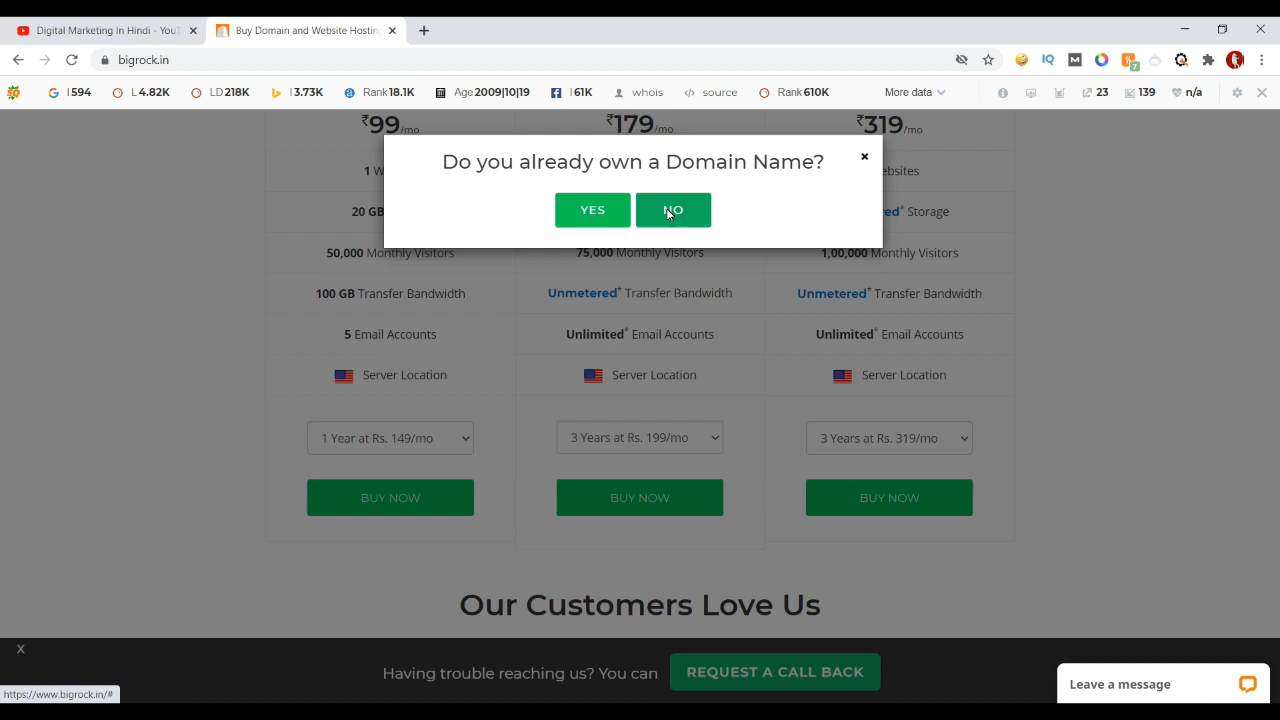 Digital Marketing In Hindi - YouT
Buy Domain and Website Hosting
bigrock.in
7
I 594
L 4.82K
LD 218K
I 3.73K
Rank 18.1K
Age 2009|10|19
I 61K
whois
source
Rank 610K
More data
23
139
n/a
₹99/mo
₹179/mo
₹319/mo
Do you already own a Domain Name?
x
YES
NO
1 W
ebsites
20 GB
red* Storage
50,000 Monthly Visitors
75,000 Monthly Visitors
1,00,000 Monthly Visitors
100 GB Transfer Bandwidth
Unmetered* Transfer Bandwidth
Unmetered* Transfer Bandwidth
5 Email Accounts
Unlimited* Email Accounts
Unlimited* Email Accounts
Server Location
Server Location
Server Location
1 Year at Rs. 149/mo
3 Years at Rs. 199/mo
3 Years at Rs. 319/mo
BUY NOW
BUY NOW
BUY NOW
Our Customers Love Us
X
Having trouble reaching us? You can
REQUEST A CALL BACK
Leave a message
https://www.bigrock.in/#